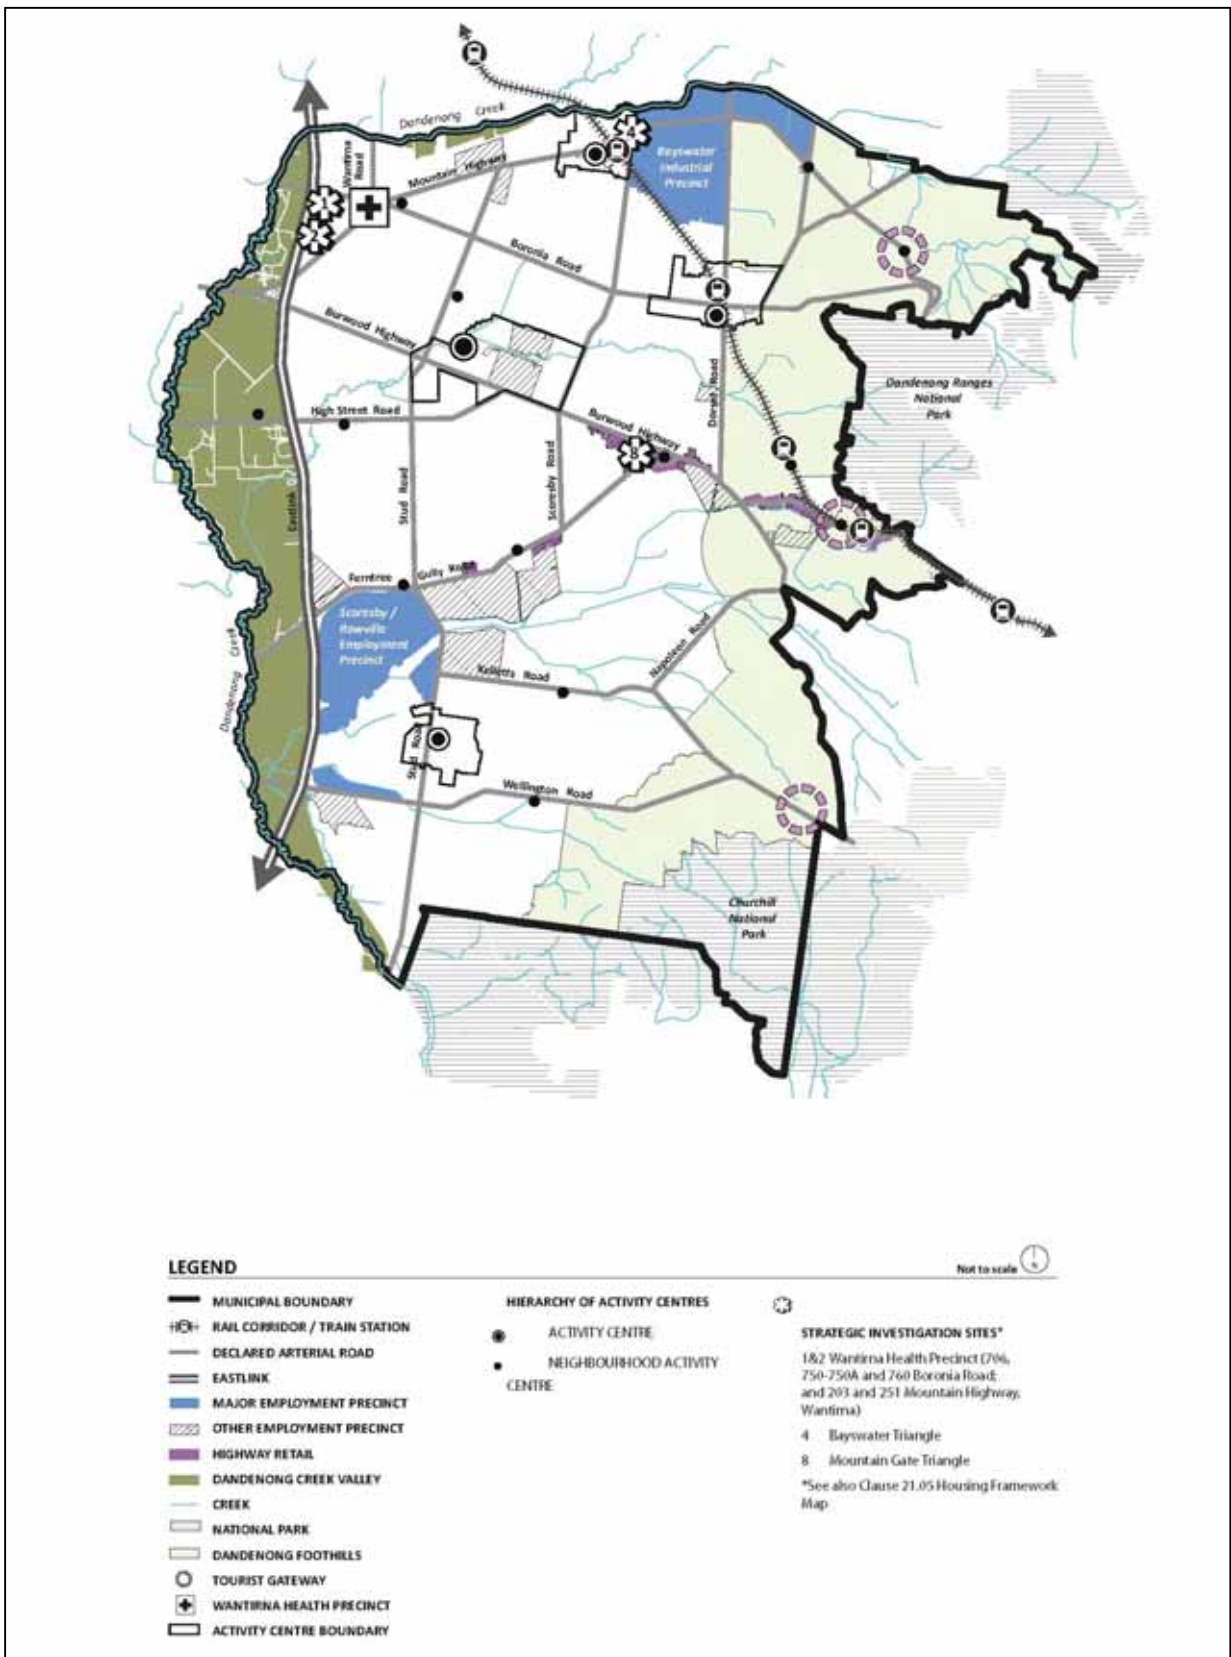 Dandenong Creek
Wantirna
Road
Mountain Highway
4
Bayswater
Industrial
Precinct
1
2
Boronia Road
Burwood Highway
Dandenong Ranges
National
Park
High Street Road
Dorset Road
Burwood Highway
8
Eastlink
Stud Road
Scoresby Road
Ferntree Gully Road
Scoresby /
Rowville
Employment
Precinct
Dandenong Creek
Napoleon Road
Kelletts Road
Stud Road
Wellington Road
Churchill
National
Park
LEGEND
Not to scale
MUNICIPAL BOUNDARY
RAIL CORRIDOR / TRAIN STATION
DECLARED ARTERIAL ROAD
EASTLINK
MAJOR EMPLOYMENT PRECINCT
OTHER EMPLOYMENT PRECINCT
HIGHWAY RETAIL
DANDENONG CREEK VALLEY
CREEK
NATIONAL PARK
DANDENONG FOOTHILLS
TOURIST GATEWAY
WANTIRNA HEALTH PRECINCT
ACTIVITY CENTRE BOUNDARY
HIERARCHY OF ACTIVITY CENTRES
ACTIVITY CENTRE
NEIGHBOURHOOD ACTIVITY
CENTRE
STRATEGIC INVESTIGATION SITES*
1&2 Wantirna Health Precinct (706,
750-750A and 760 Boronia Road;
and 203 and 251 Mountain Highway,
Wantirna)
4 Bayswater Triangle
8 Mountain Gate Triangle
*See also Clause 21.05 Housing Framework
Map